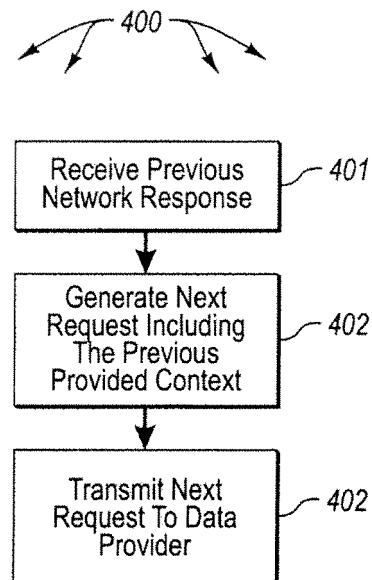 400
Receive Previous
Network Response
401
Generate Next
Request Including
The Previous
Provided Context
402
Transmit Next
Request To Data
Provider
402